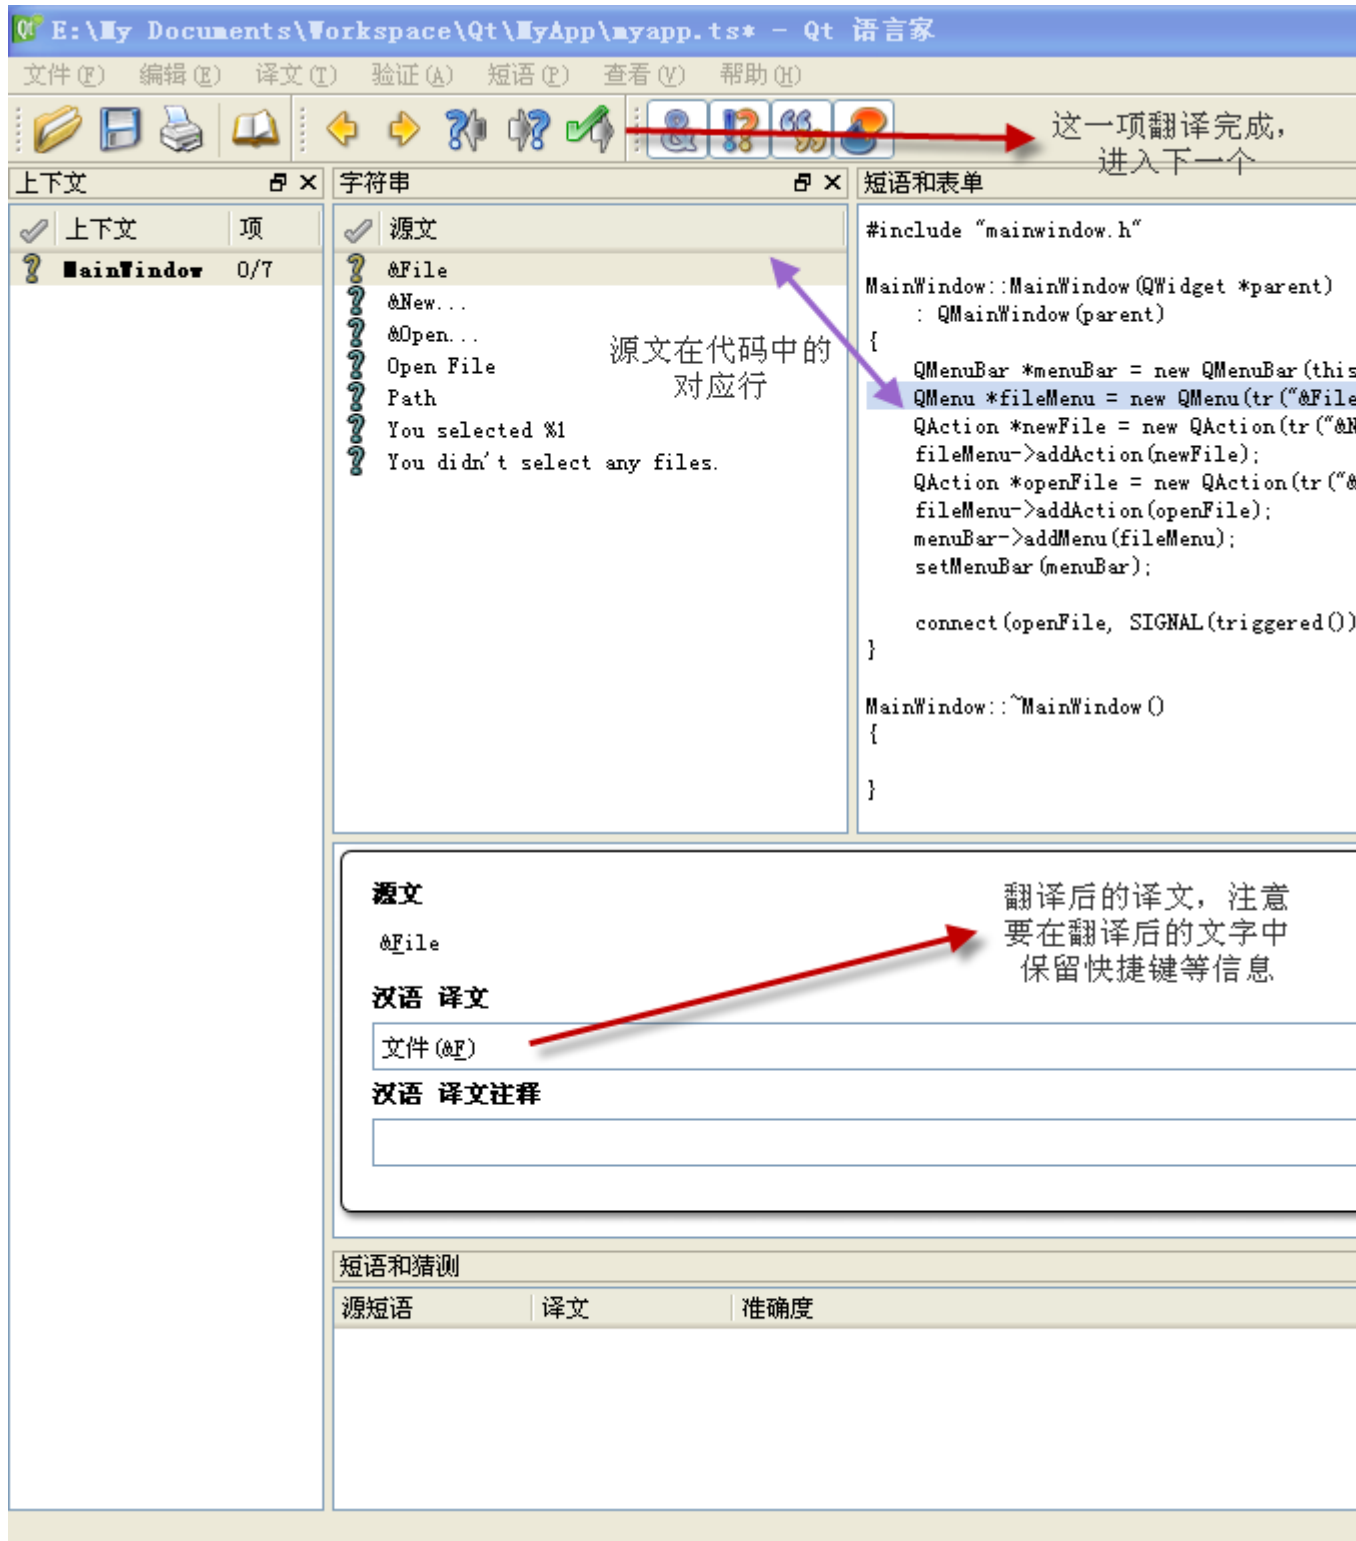 E:\My Documents\Workspace\Qt\MyApp\myapp.ts* - Qt 语言家
文件(F) 编辑(E) 译文(T) 验证(A) 短语(P) 查看(V) 帮助(H)
这一项翻译完成,
进入下一个
上下文
字符串
短语和表单
上下文 项
源文
MainWindow 0/7
&File
&New...
&Open...
Open File
Path
You selected %1
You didn't select any files.
源文在代码中的
对应行
#include "mainwindow.h"
MainWindow::MainWindow(QWidget *parent)
: QMainWindow(parent)
{
QMenuBar *menuBar = new QMenuBar(this
QMenu *fileMenu = new QMenu(tr("&File
QAction *newFile = new QAction(tr("&N
fileMenu->addAction(newFile);
QAction *openFile = new QAction(tr("&
fileMenu->addAction(openFile);
menuBar->addMenu(fileMenu);
setMenuBar(menuBar);
connect(openFile, SIGNAL(triggered())
}
MainWindow::~MainWindow()
{
}
源文
&File
汉语 译文
文件(&F)
汉语 译文注释
翻译后的译文，注意
要在翻译后的文字中
保留快捷键等信息
短语和猜测
源短语 译文 准确度